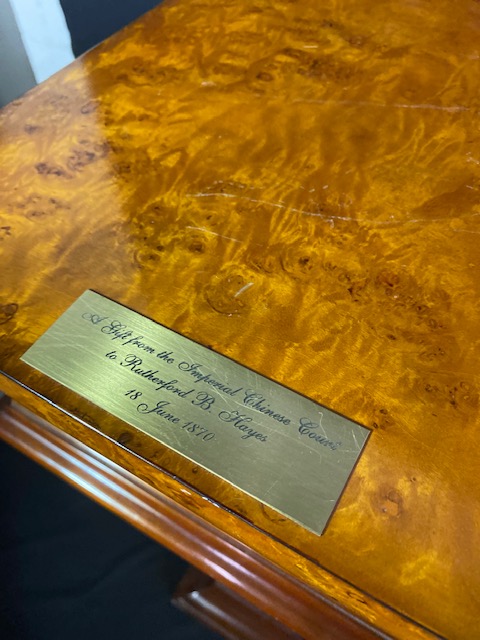 A Gift from the Imperial Chinese Court
to Rutherford B. Hayes
18 June 1870